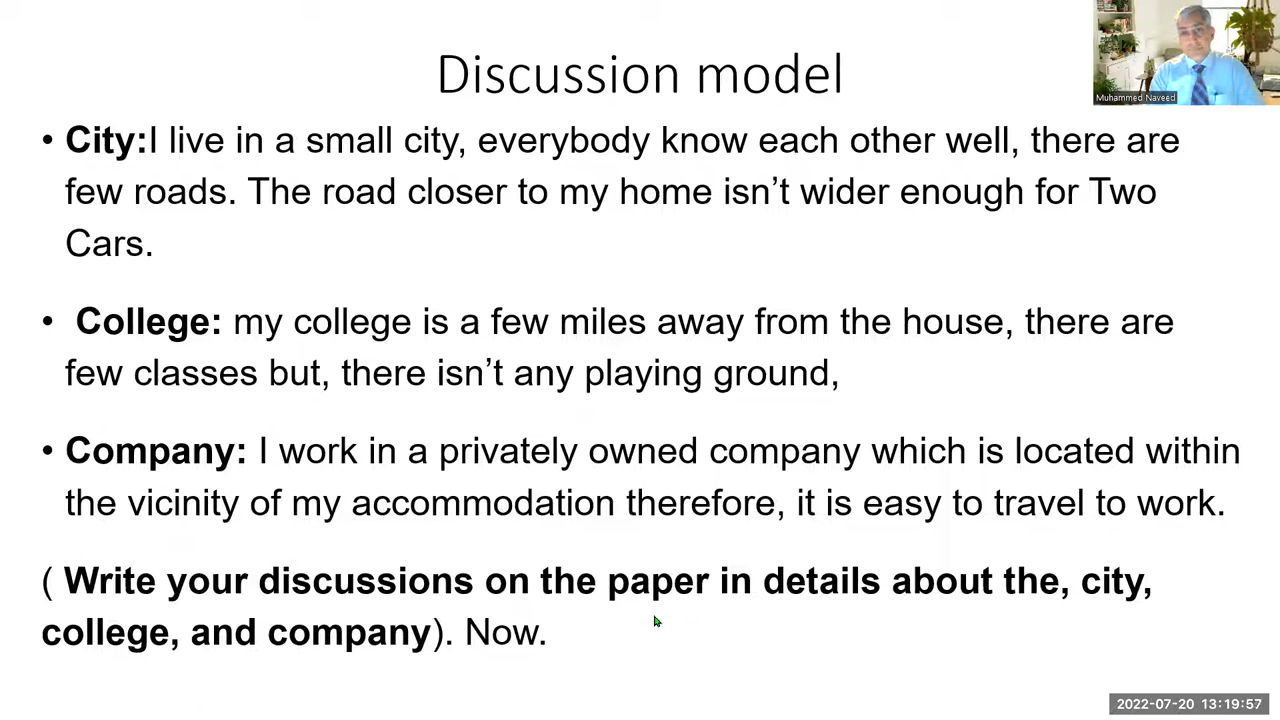 Discussion model
Muhammed Naveed
• City:I live in a small city, everybody know each other well, there are
few roads. The road closer to my home isn’t wider enough for Two
Cars.
• College: my college is a few miles away from the house, there are
few classes but, there isn’t any playing ground,
• Company: I work in a privately owned company which is located within
the vicinity of my accommodation therefore, it is easy to travel to work.
( Write your discussions on the paper in details about the, city,
college, and company). Now.
2022-07-20 13:19:57